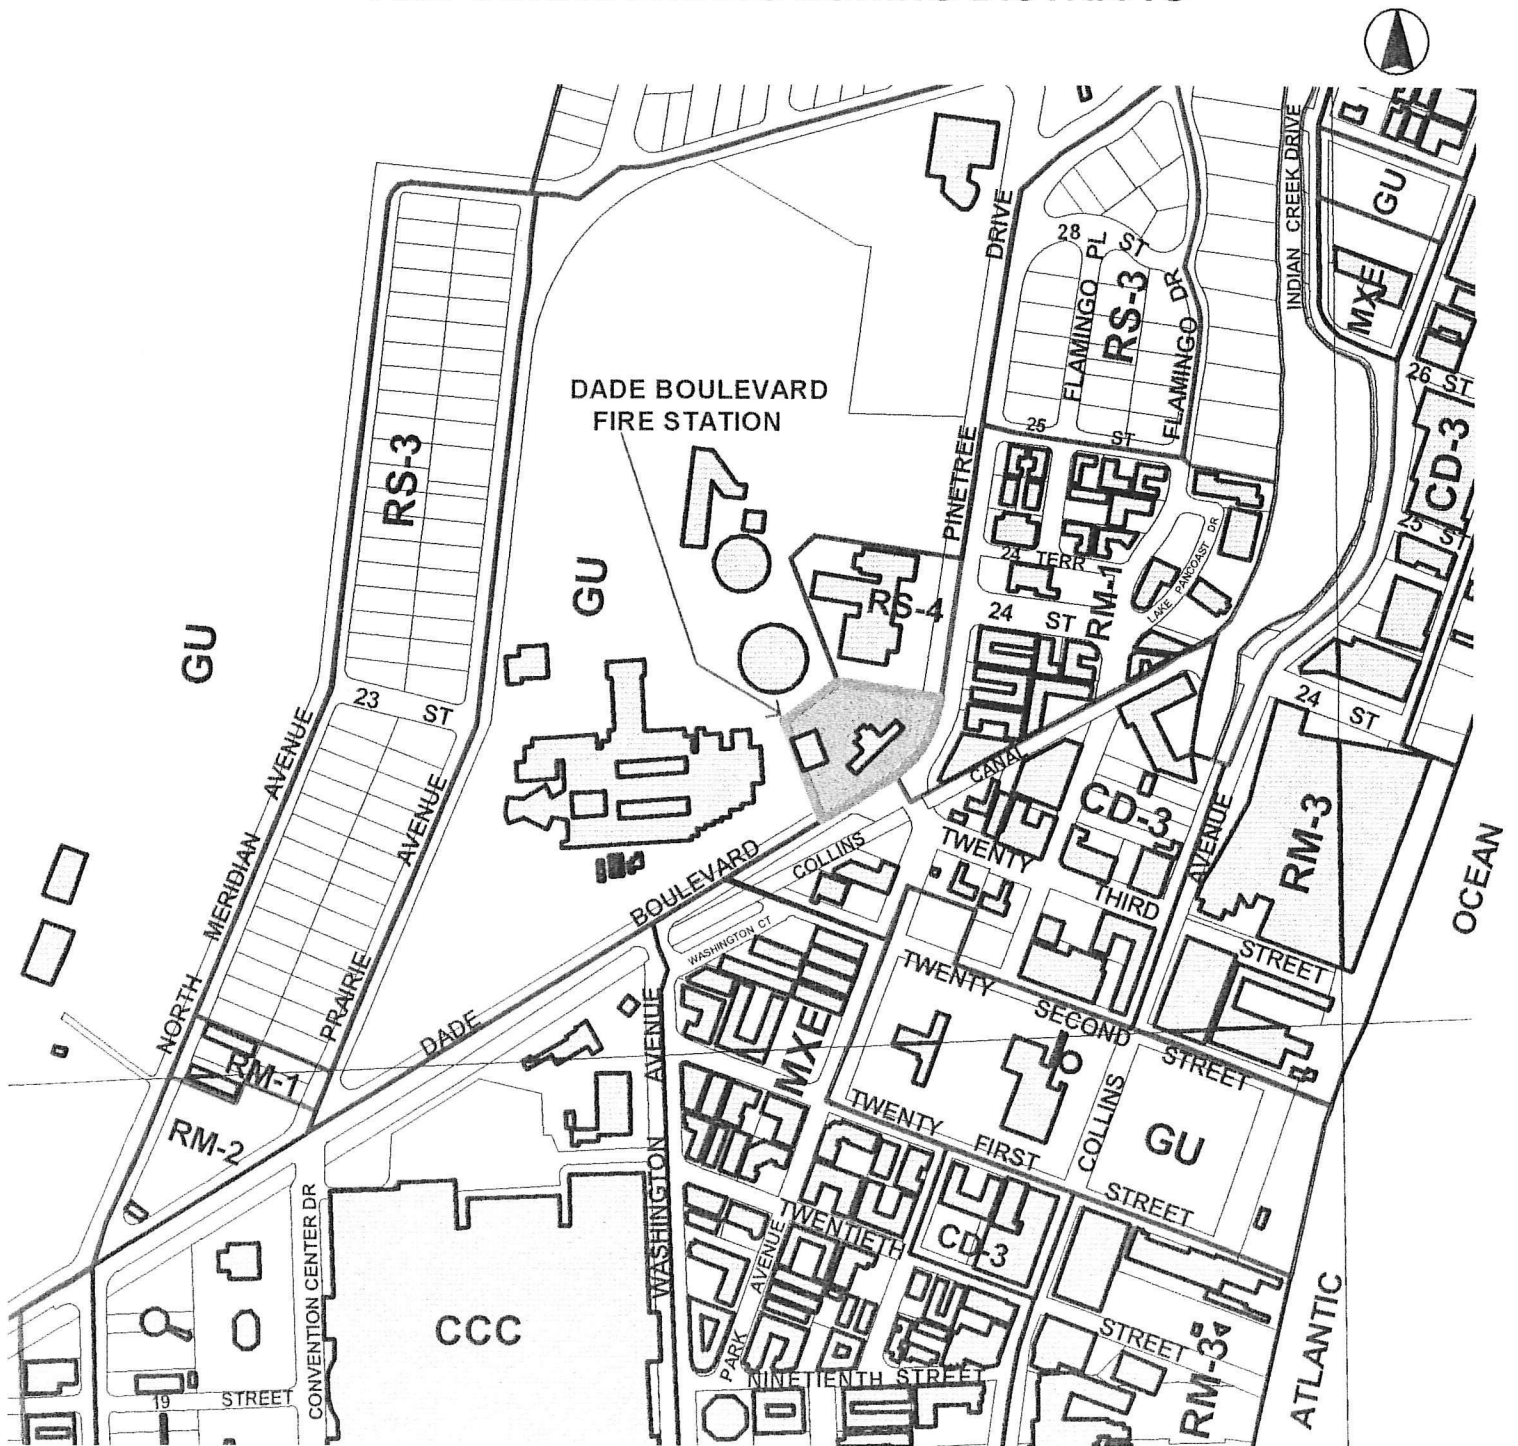 INDIAN CREEK DRIVE
GU
DRIVE
28
ST
PL
MXE
RS-3
FLAMINGO
FLAMINGO DR
26 ST
DADE BOULEVARD
FIRE STATION
25
ST
CD-3
RS-3
PINETREE
25 ST
LAKE PANCOAST DR
24 TERR
GU
RS-4
24 ST
RM-1
GU
23 ST
24 ST
AVENUE
CANAL
CD-3
AVENUE
AVENUE
RM-3
OCEAN
TWENTY
THIRD
STREET
COLLINS
BOULEVARD
MERIDIAN
WASHINGTON CT
TWENTY
SECOND
STREET
NORTH
PRAIRIE
DADE
AVENUE
MXE
RM-1
COLLINS
TWENTY
FIRST
STREET
GU
RM-2
WASHINGTON
CONVENTION CENTER DR
TWENTIETH
AVENUE
CD-3
CCC
STREET
RM-3
ATLANTIC
PARK
NINETIENTH STREET
19 STREET